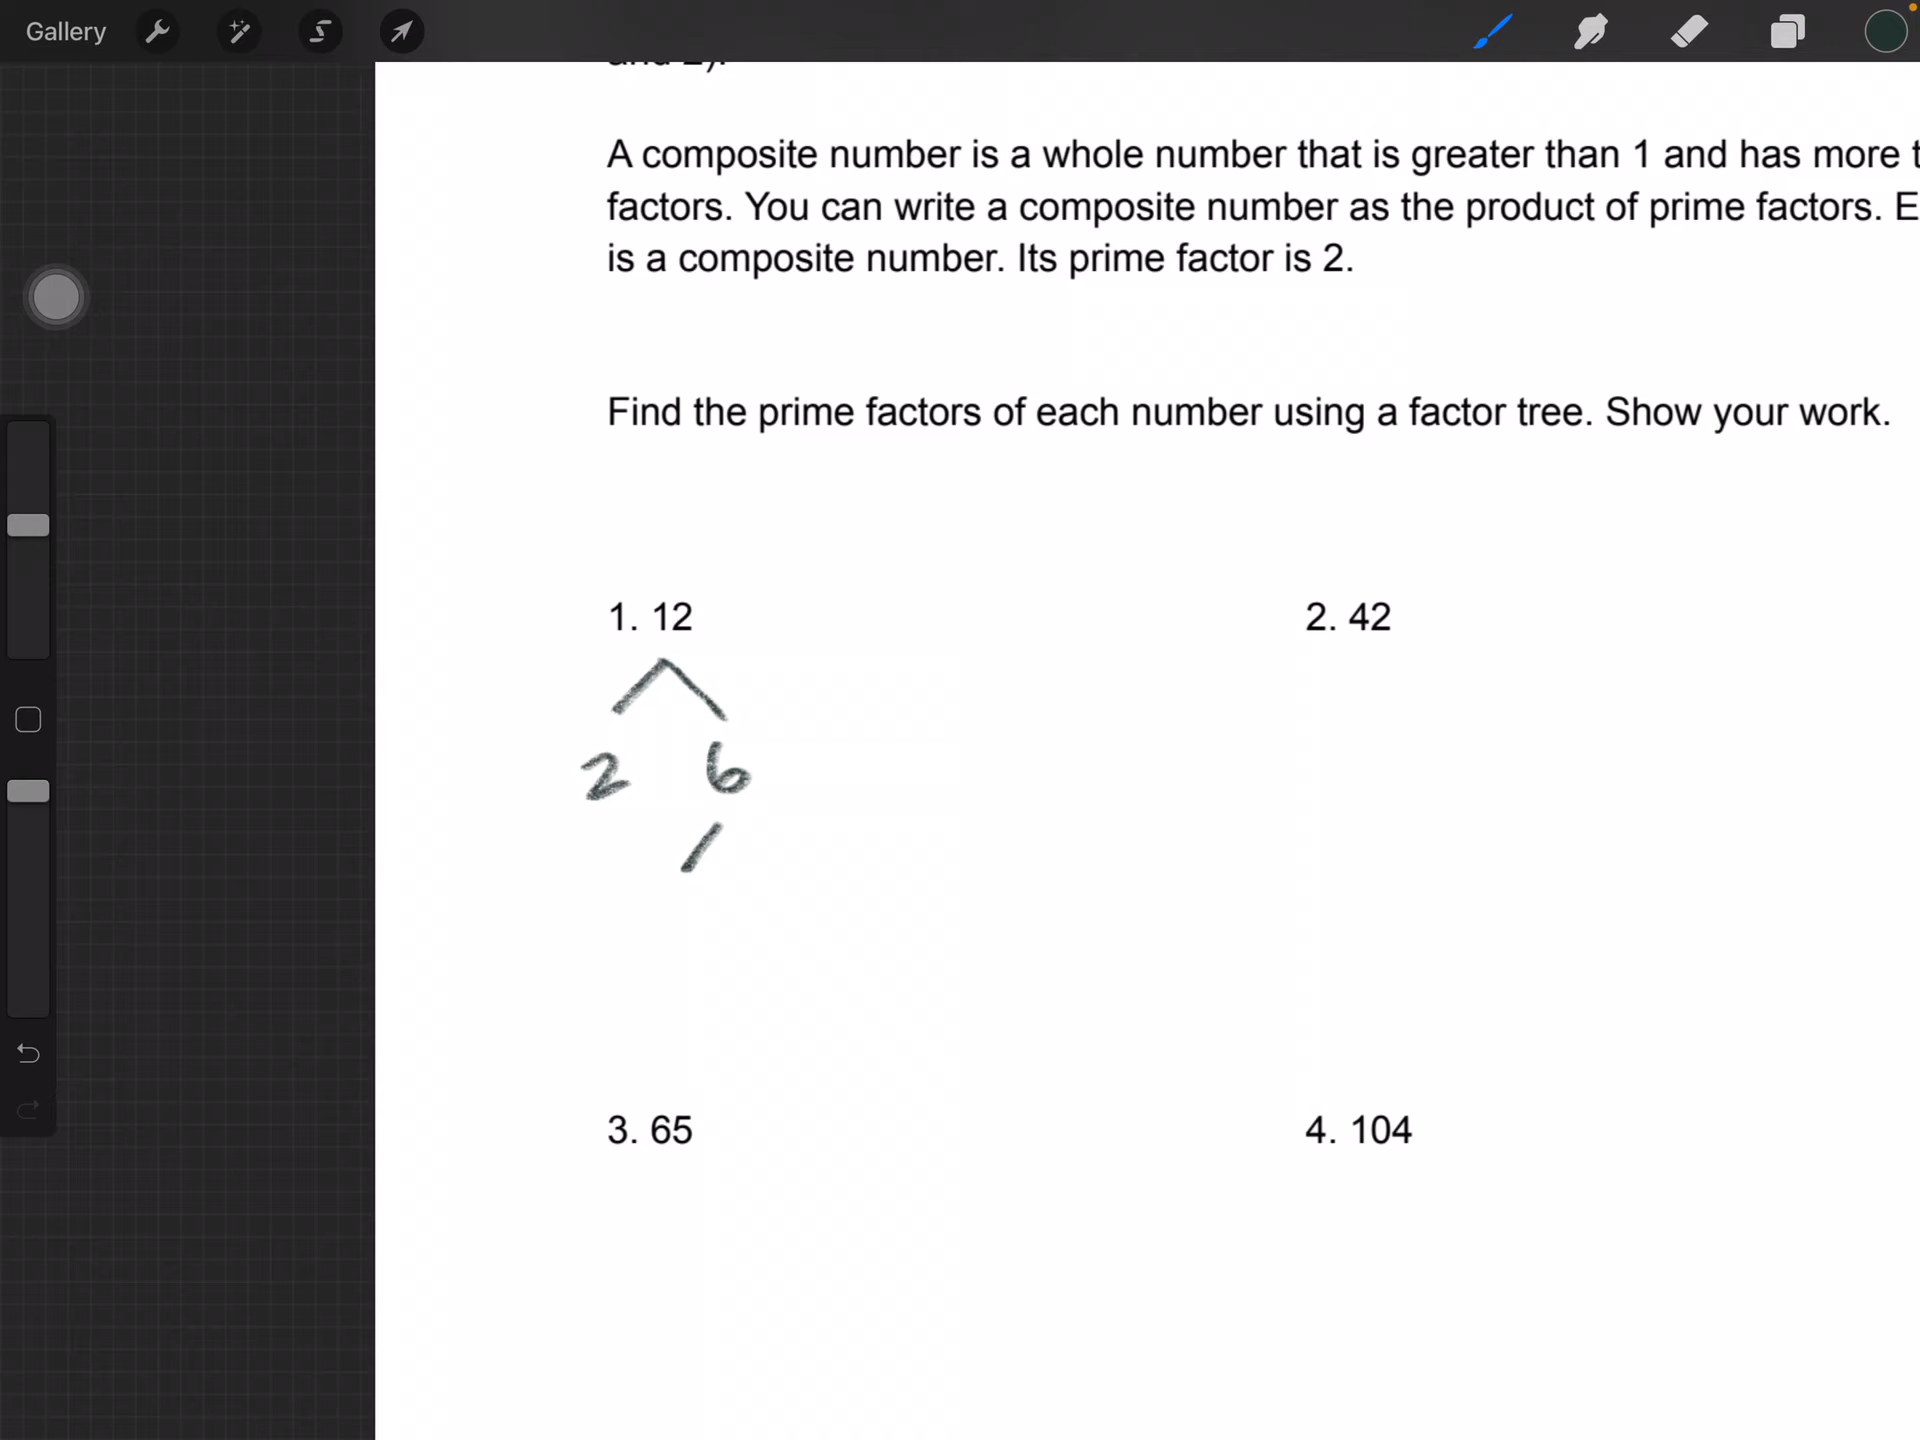 Gallery
A composite number is a whole number that is greater than 1 and has more
factors. You can write a composite number as the product of prime factors.
is a composite number. Its prime factor is 2.
Find the prime factors of each number using a factor tree. Show your work.
1. 12
2. 42
2 6
3. 65
4. 104